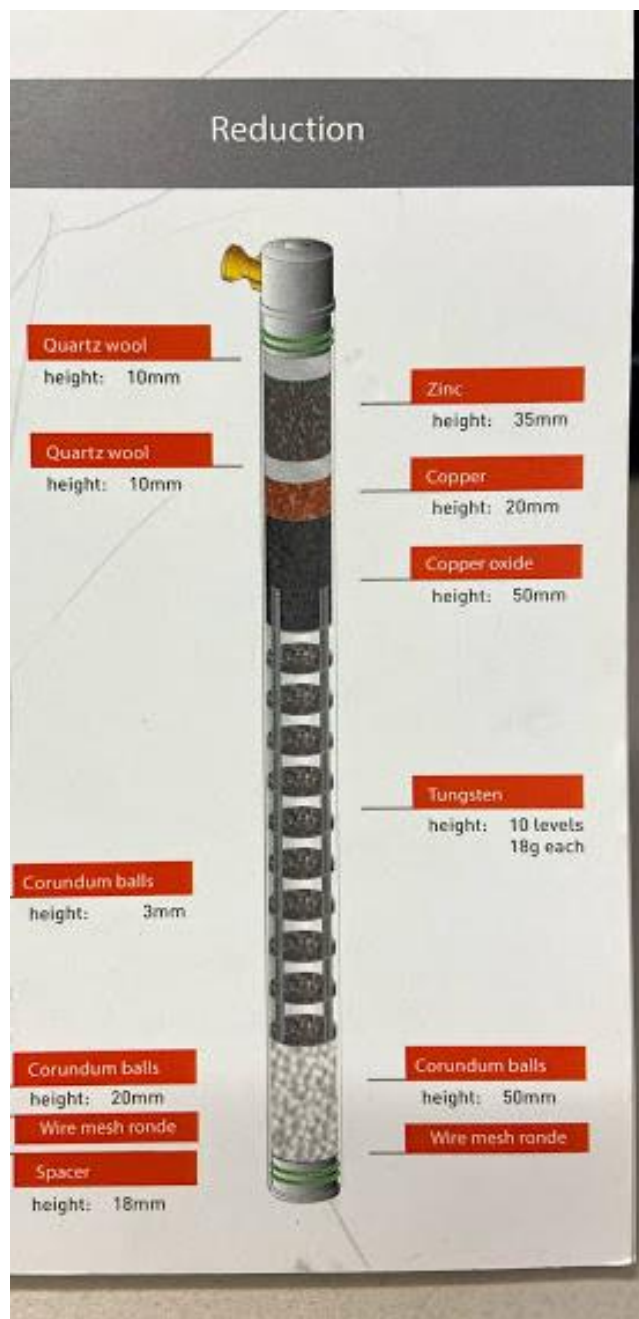 Reduction
Quartz wool
height: 10mm
Zinc
height: 35mm
Quartz wool
height: 10mm
Copper
height: 20mm
Copper oxide
height: 50mm
Tungsten
height: 10 levels
18g each
Corundum balls
height: 3mm
Corundum balls
height: 20mm
Wire mesh ronde
Spacer
height: 18mm
Corundum balls
height: 50mm
Wire mesh ronde